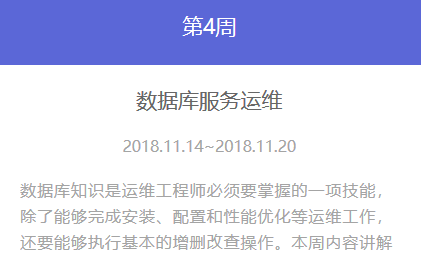 第4周
数据库服务运维
2018.11.14~2018.11.20
数据库知识是运维工程师必须要掌握的一项技能，
除了能够完成安装、配置和性能优化等运维工作，
还要能够执行基本的增删改查操作。本周内容讲解